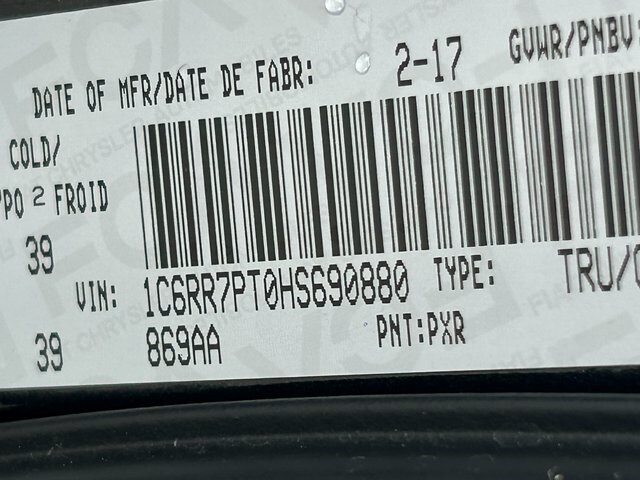 DATE OF MFR/DATE DE FABR: 2-17 GVWR/PNBV:
COLD/
PPO 2 FROID
39
VIN: 1C6RR7PT0HS690880 TYPE: TRU/
39 869AA PNT:PXR